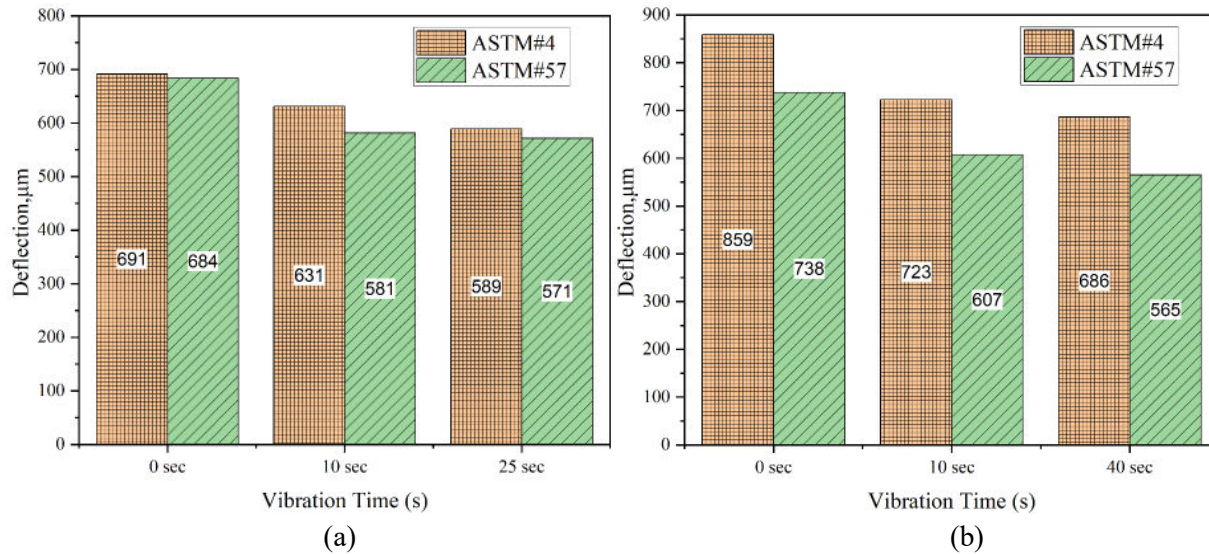 800
700
600
500
400
300
200
100
0
Deflection,μm
ASTM#4
ASTM#57
691
684
631
581
589
571
0 sec
10 sec
25 sec
Vibration Time (s)
(a)
900
800
700
600
500
400
300
200
100
0
Deflection,μm
ASTM#4
ASTM#57
859
738
723
607
686
565
0 sec
10 sec
40 sec
Vibration Time (s)
(b)